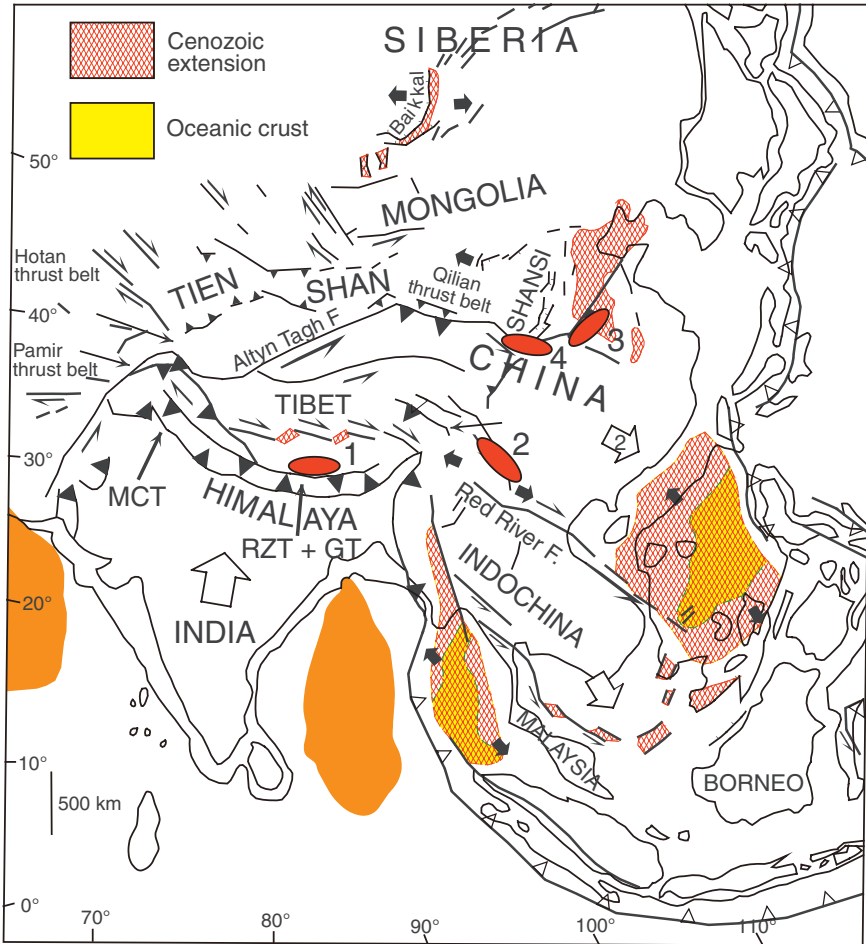 SIBERIA
Cenozoic
extension
Baikkal
Oceanic crust
50°
MONGOLIA
Hotan
thrust belt
TIEN
SHAN
Qilian
thrust belt
SHANSI
40°
Altyn Tagh F
3
4
Pamir
thrust belt
CHINA
TIBET
1
2
2
30°
MCT
HIMALAYA
RZT + GT
Red River F.
INDOCHINA
20°
INDIA
MALAYSIA
10°
BORNEO
500 km
0°
70°
80°
90°
100°
110°